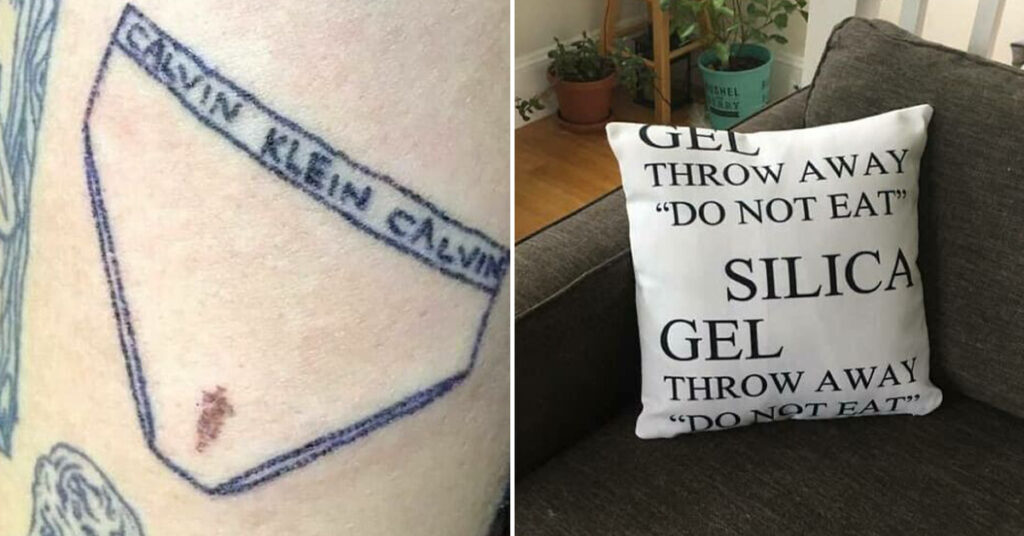 CALVIN KLEIN CALVIN
GEL
THROW AWAY
“DO NOT EAT”
SILICA
GEL
THROW AWAY
“DO NOT EAT”